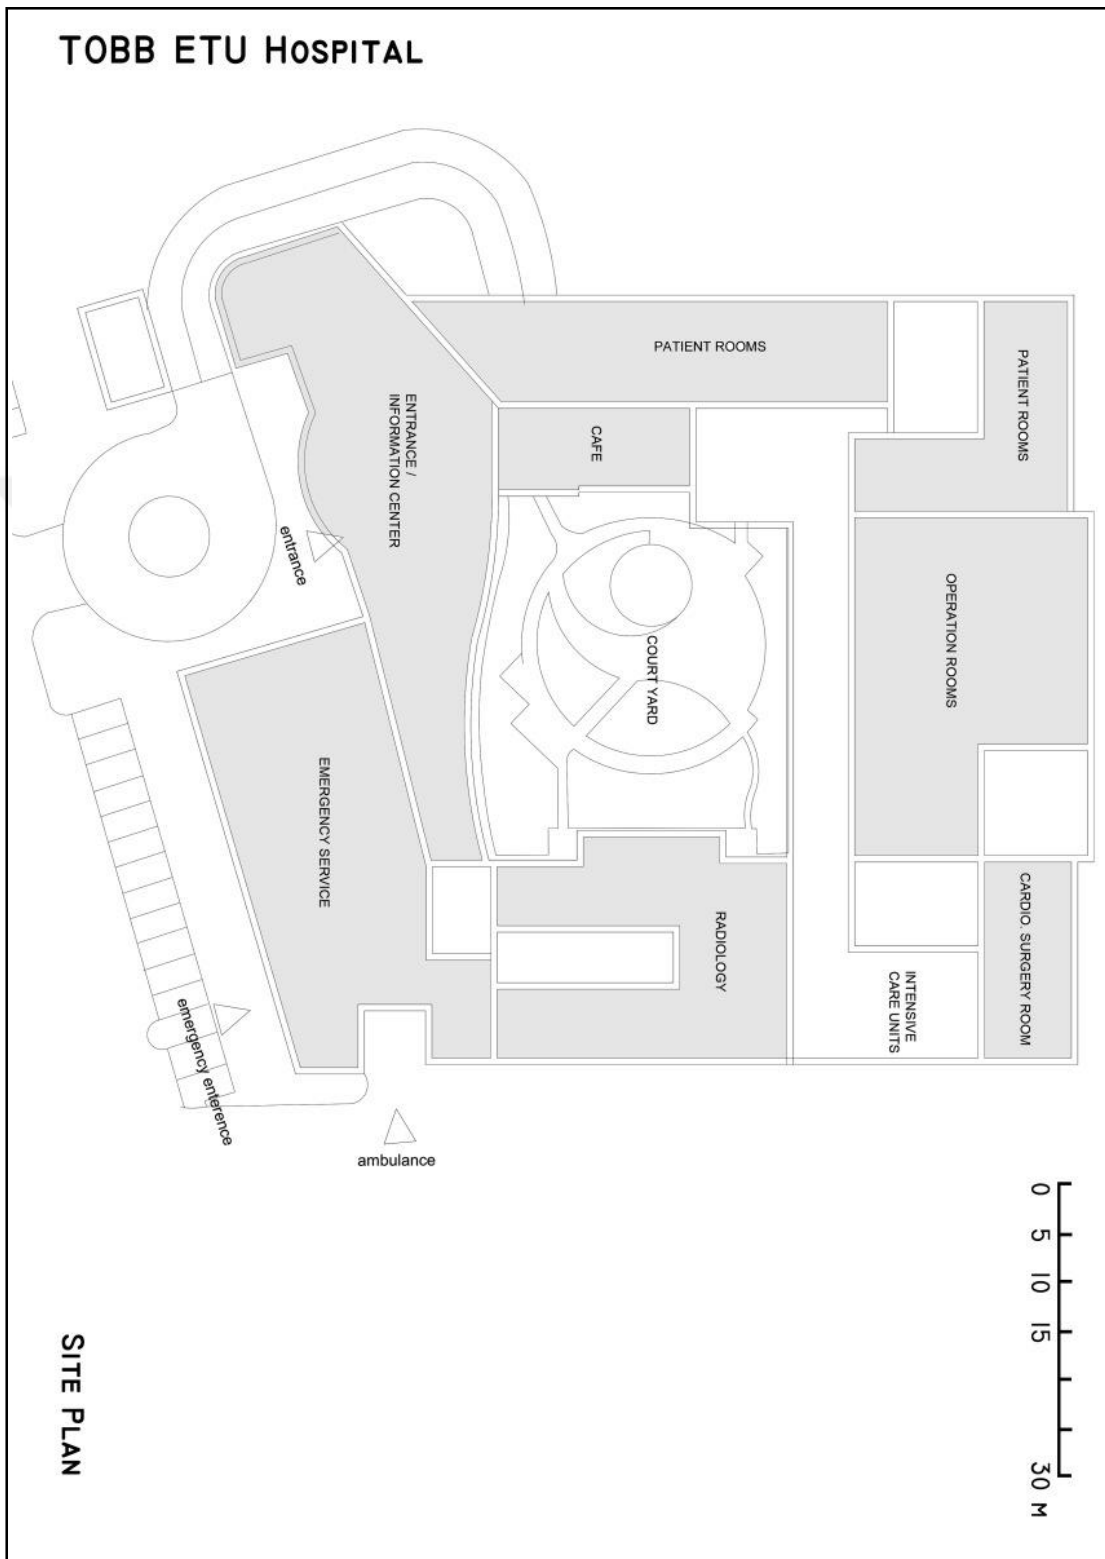 TOBB ETU HOSPITAL
PATIENT ROOMS
PATIENT ROOMS
ENTRANCE /
INFORMATION CENTER
CAFE
entrance
OPERATION ROOMS
COURT YARD
EMERGENCY SERVICE
RADIOLOGY
CARDIO. SURGERY ROOM
INTENSIVE
CARE UNITS
emergency enterence
ambulance
0 5 10 15 30 M
SITE PLAN